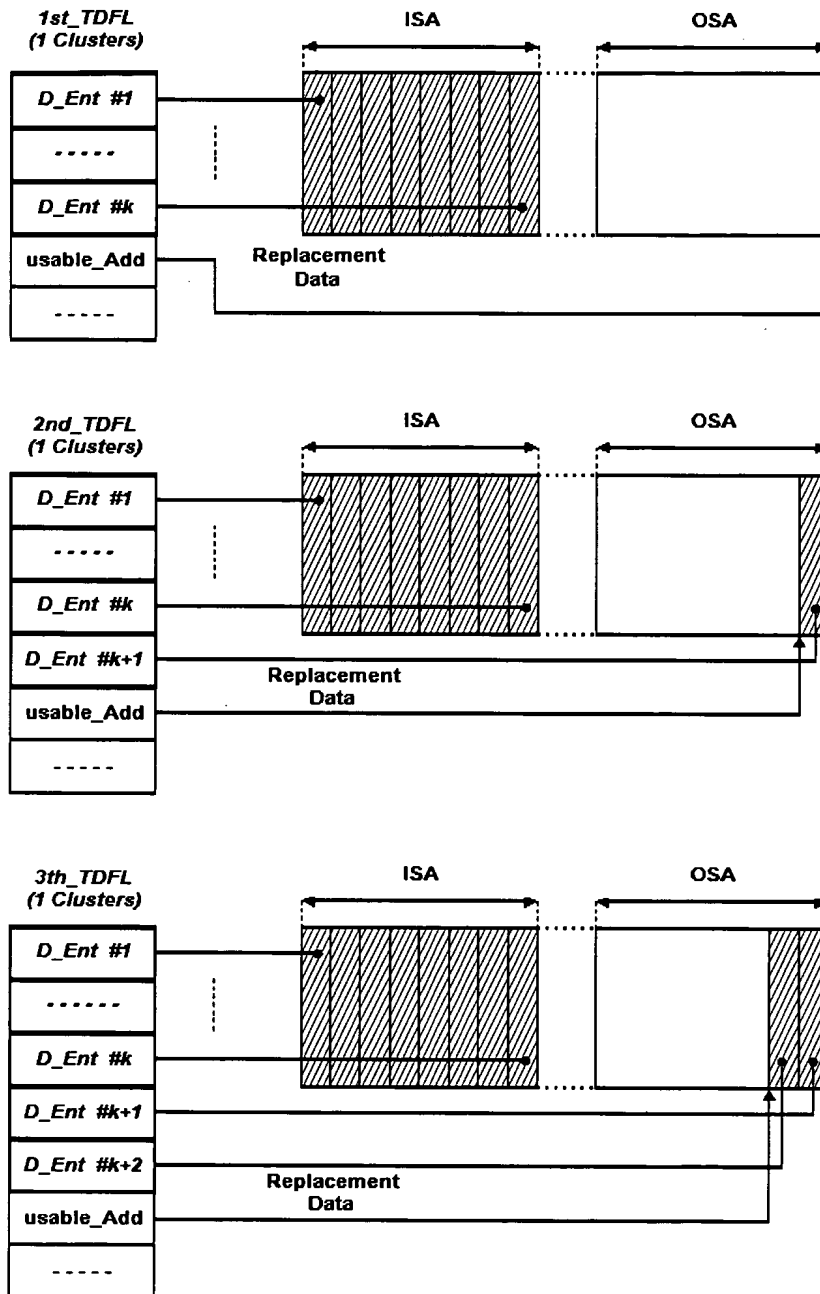 1st_TDFL
(1 Clusters)
ISA
OSA
D_Ent #1
-----
D_Ent #k
usable_Add
-----
Replacement
Data
2nd_TDFL
(1 Clusters)
ISA
OSA
D_Ent #1
-----
D_Ent #k
D_Ent #k+1
usable_Add
-----
Replacement
Data
3th_TDFL
(1 Clusters)
ISA
OSA
D_Ent #1
------
D_Ent #k
D_Ent #k+1
D_Ent #k+2
usable_Add
-----
Replacement
Data